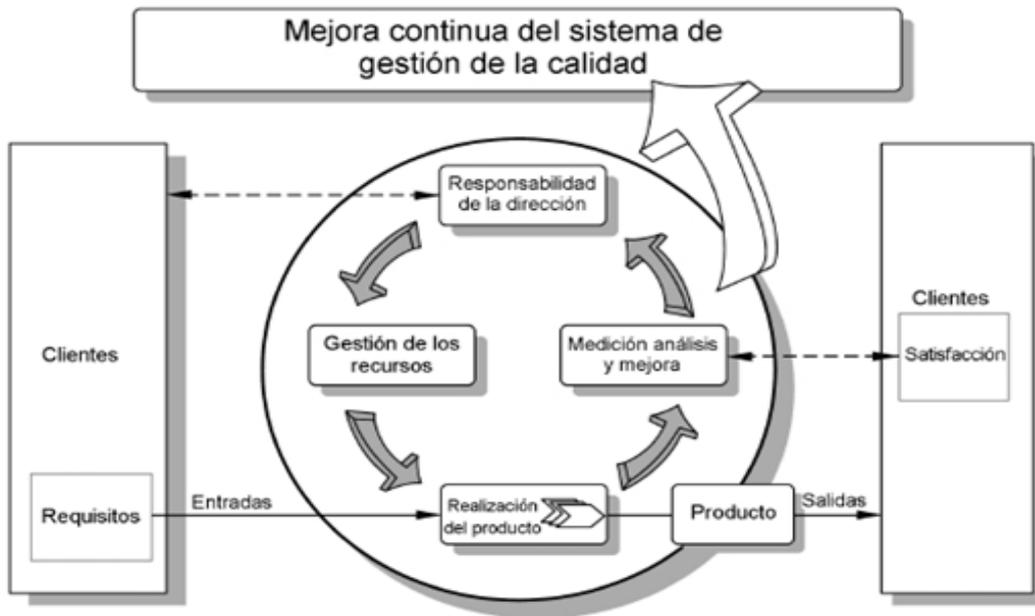 Mejora continua del sistema de
gestión de la calidad
Responsabilidad
de la dirección
Clientes
Gestión de los
recursos
Medición análisis
y mejora
Clientes
Satisfacción
Requisitos
Entradas
Realización
del producto
Producto
Salidas